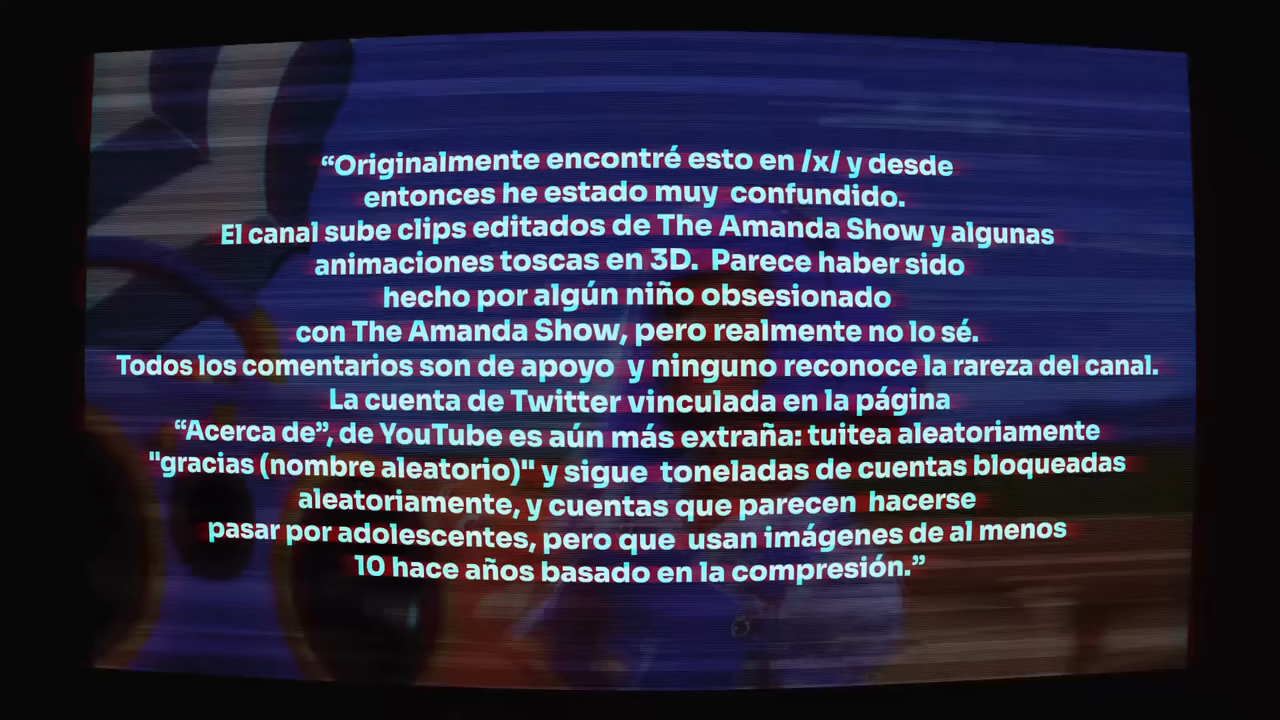 “Originalmente encontré esto en /x/ y desde
entonces he estado muy confundido.
El canal sube clips editados de The Amanda Show y algunas
animaciones toscas en 3D. Parece haber sido
hecho por algún niño obsesionado
con The Amanda Show, pero realmente no lo sé.
Todos los comentarios son de apoyo y ninguno reconoce la rareza del canal.
La cuenta de Twitter vinculada en la página
“Acerca de”, de YouTube es aún más extraña: tuitea aleatoriamente
"gracias (nombre aleatorio)" y sigue toneladas de cuentas bloqueadas
aleatoriamente, y cuentas que parecen hacerse
pasar por adolescentes, pero que usan imágenes de al menos
10 hace años basado en la compresión.”